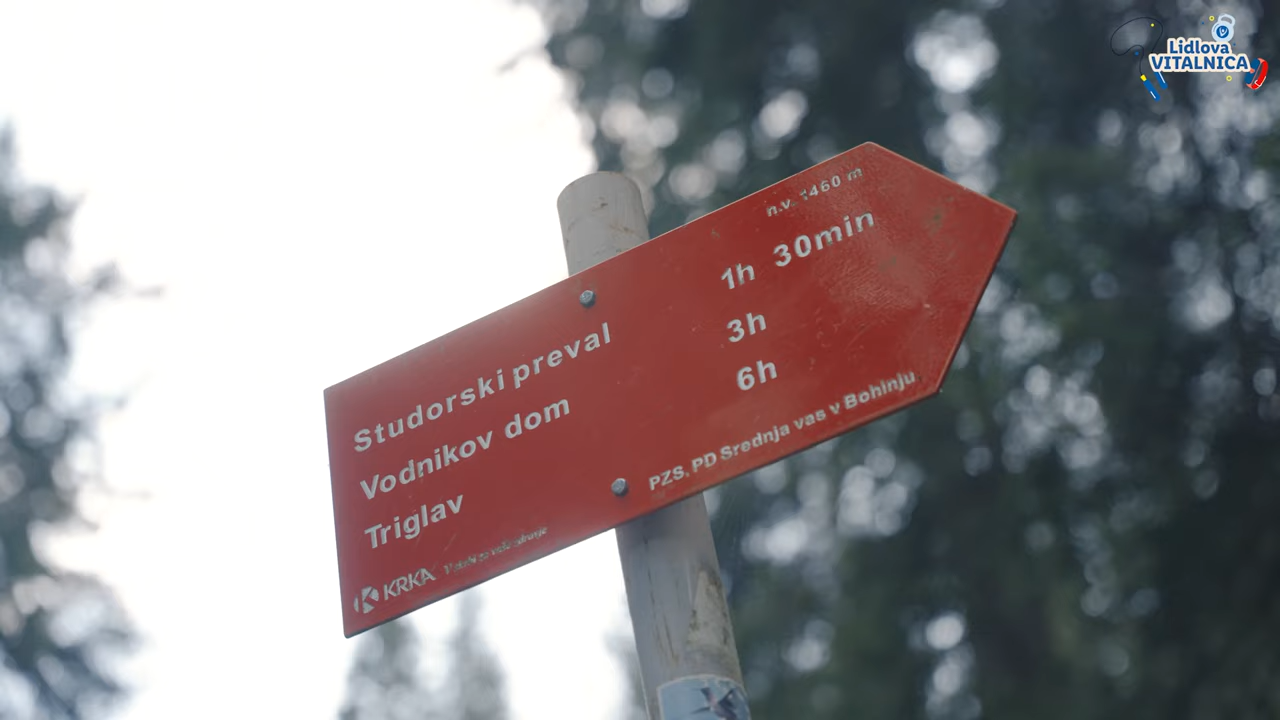 Lidlova
VITALNICA
n.v. 1460 m
Studorski preval 1h 30min
Vodnikov dom 3h
Triglav 6h
KRKA
PZS, PD Srednja vas v Bohinju